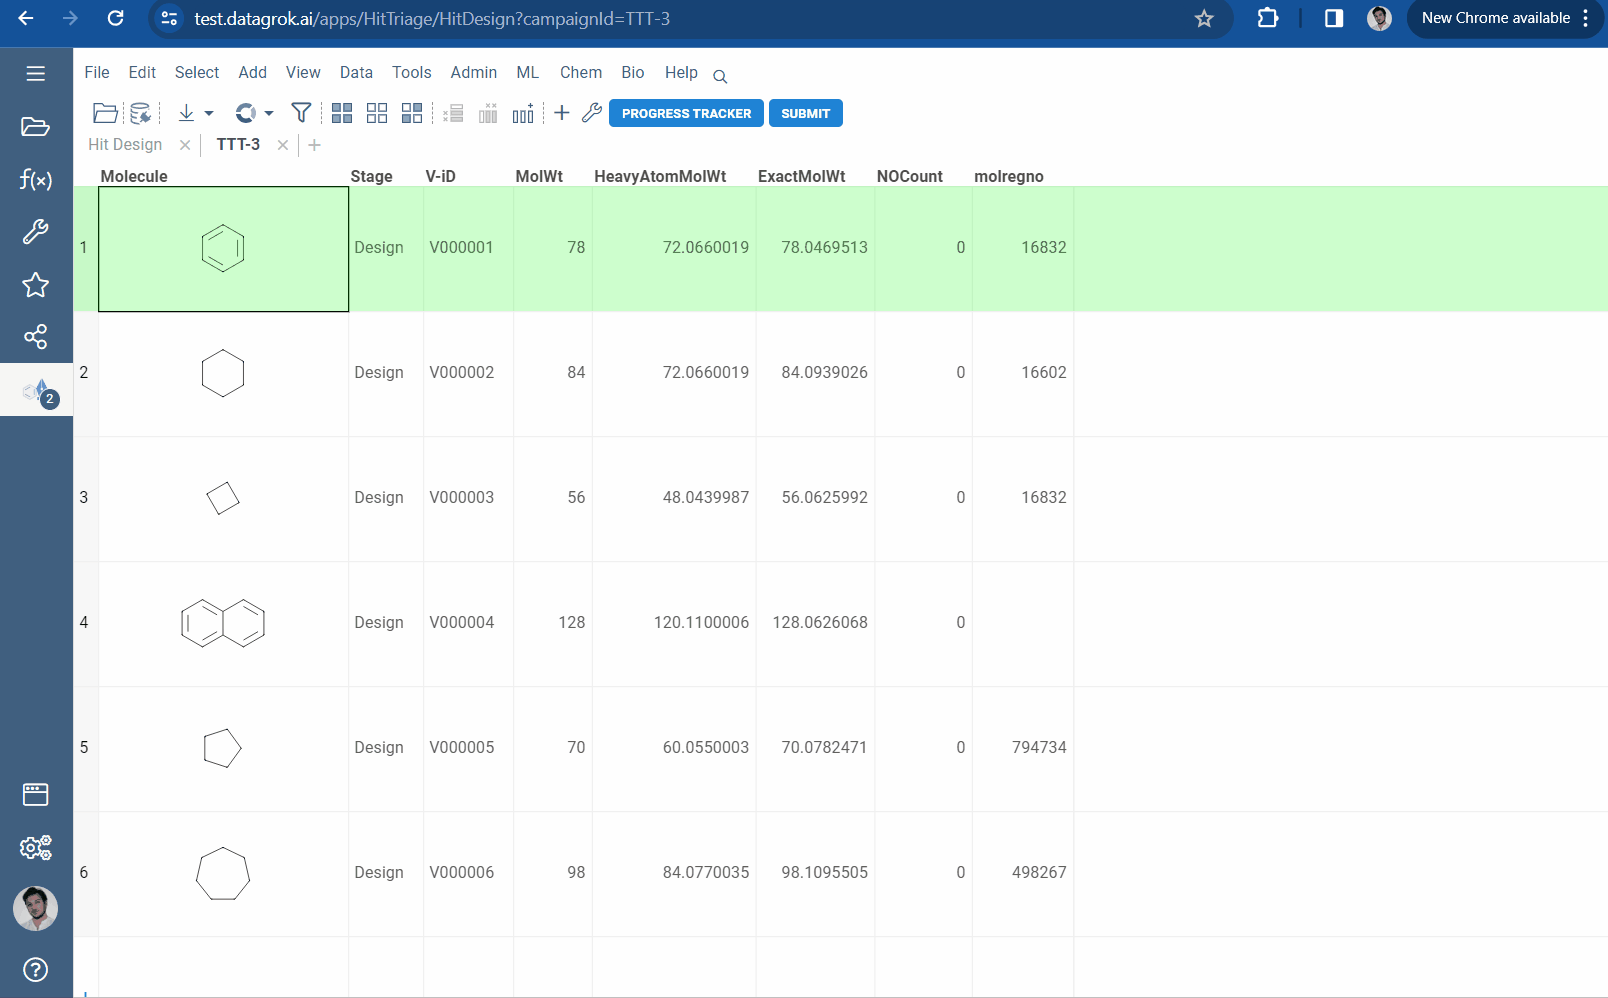 test.datagrok.ai/apps/HitTriage/HitDesign?campaignId=TTT-3
New Chrome available
File Edit Select Add View Data Tools Admin ML Chem Bio Help
PROGRESS TRACKER SUBMIT
Hit Design TTT-3
Molecule Stage V-iD MolWt HeavyAtomMolWt ExactMolWt NOCount molregno
f(x)
1 Design V000001 78 72.0660019 78.0469513 0 16832
2 Design V000002 84 72.0660019 84.0939026 0 16602
2
3 Design V000003 56 48.0439987 56.0625992 0 16832
4 Design V000004 128 120.1100006 128.0626068 0
5 Design V000005 70 60.0550003 70.0782471 0 794734
6 Design V000006 98 84.0770035 98.1095505 0 498267